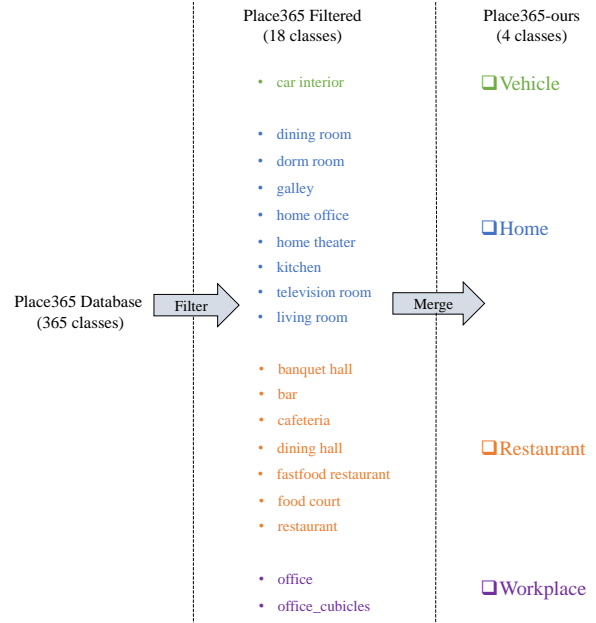 Place365 Filtered
(18 classes)
Place365-ours
(4 classes)
• car interior
❑Vehicle
• dining room
• dorm room
• galley
• home office
• home theater
• kitchen
• television room
• living room
❑Home
Place365 Database
(365 classes)
Filter
Merge
• banquet hall
• bar
• cafeteria
• dining hall
• fastfood restaurant
• food court
• restaurant
❑Restaurant
• office
• office_cubicles
❑Workplace